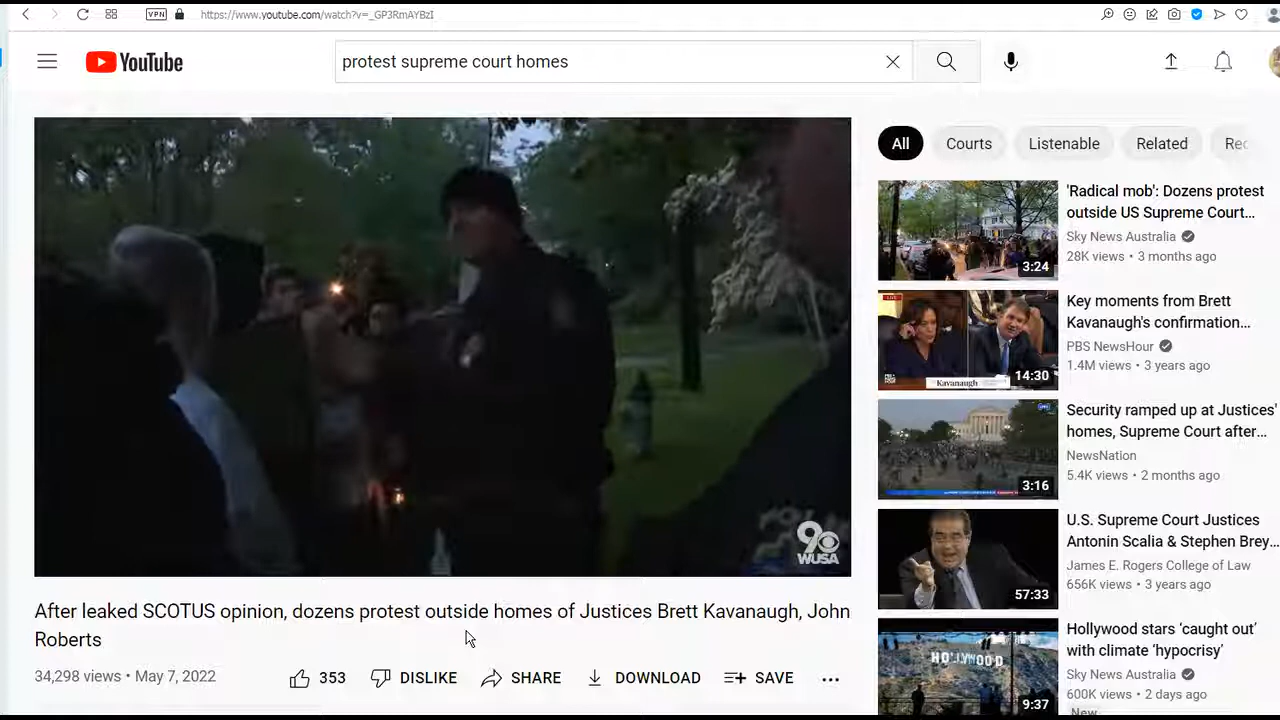 VPN
https://www.youtube.com/watch?v=_GP3RmAYBzI
YouTube
protest supreme court homes
9 WUSA
After leaked SCOTUS opinion, dozens protest outside homes of Justices Brett Kavanaugh, John
Roberts
34,298 views • May 7, 2022
353
DISLIKE
SHARE
DOWNLOAD
SAVE
All
Courts
Listenable
Related
Rec
'Radical mob': Dozens protest
outside US Supreme Court...
Sky News Australia
28K views • 3 months ago
3:24
Key moments from Brett
Kavanaugh's confirmation...
PBS NewsHour
1.4M views • 3 years ago
LIVE
Kavanaugh
14:30
Security ramped up at Justices'
homes, Supreme Court after...
NewsNation
5.4K views • 2 months ago
3:16
U.S. Supreme Court Justices
Antonin Scalia & Stephen Brey...
James E. Rogers College of Law
656K views • 3 years ago
57:33
Hollywood stars ‘caught out’
with climate ‘hypocrisy’
Sky News Australia
600K views • 2 days ago
HOLLYWOOD
9:37
New